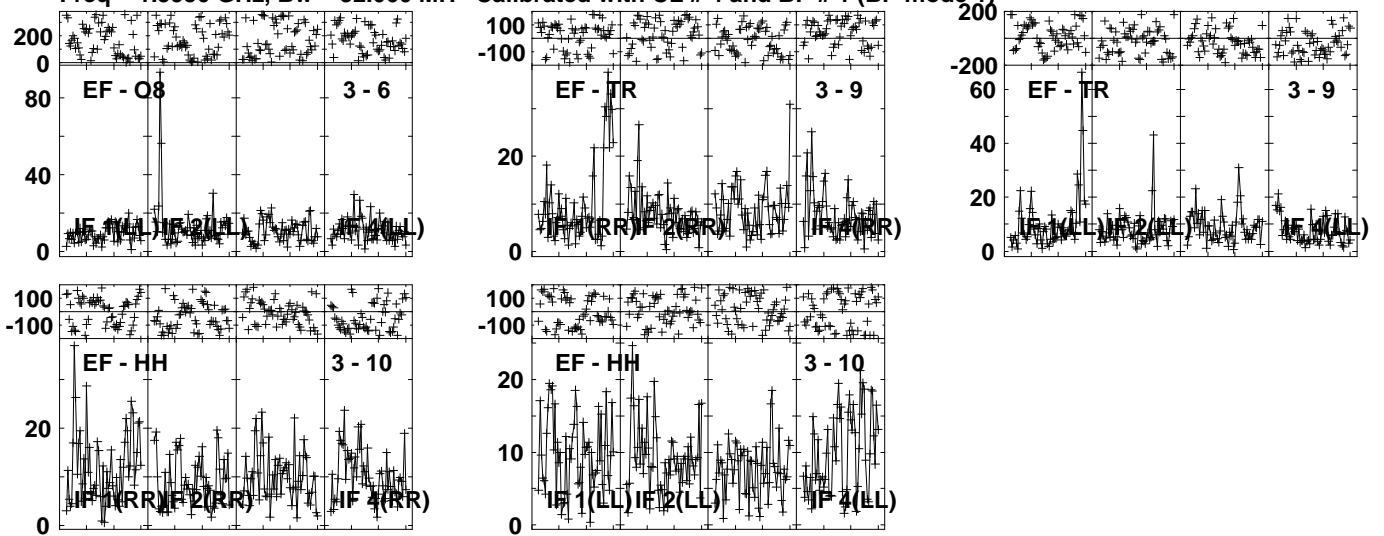 200
0
100
-100
200
-200
80
40
0
EF - O8
3 - 6
IF 1(LL)
IF 2(LL)
IF 4(LL)
20
0
EF - TR
3 - 9
IF 1(RR)
IF 2(RR)
IF 4(RR)
60
40
20
0
EF - TR
3 - 9
IF 1(LL)
IF 2(LL)
IF 4(LL)
100
-100
100
-100
20
0
EF - HH
3 - 10
IF 1(RR)
IF 2(RR)
IF 4(RR)
20
10
0
EF - HH
3 - 10
IF 1(LL)
IF 2(LL)
IF 4(LL)